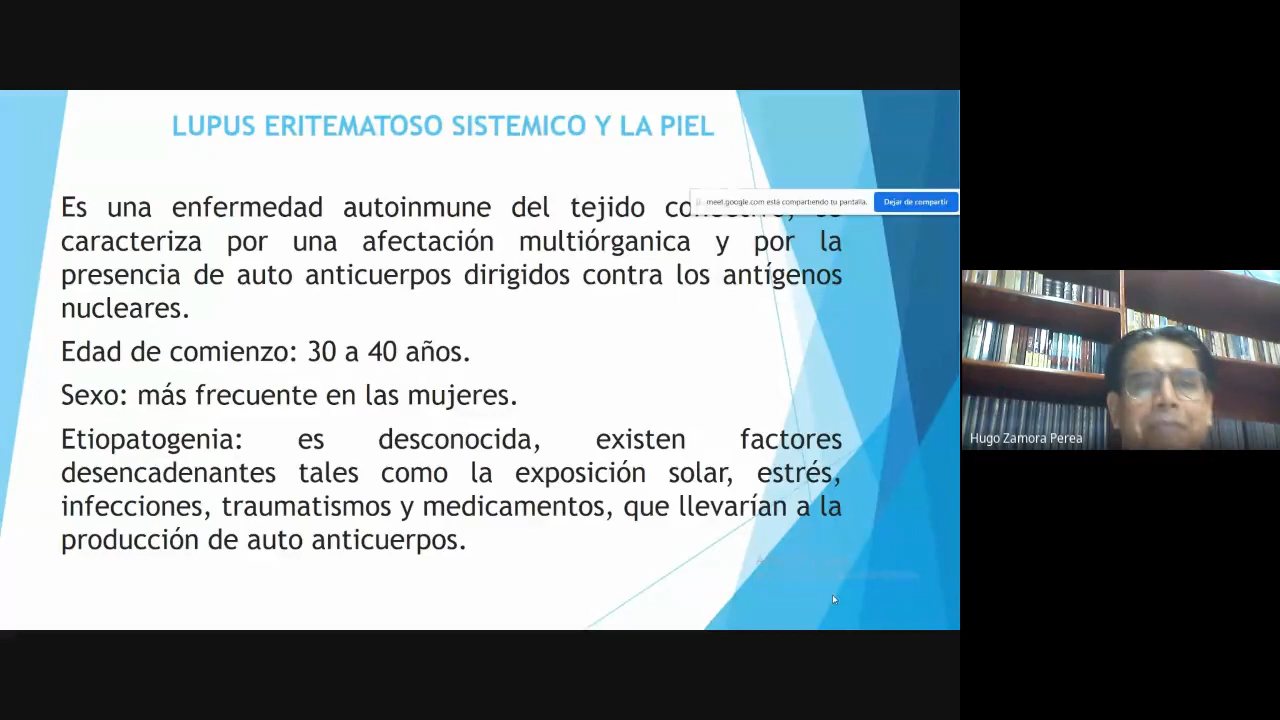 LUPUS ERITEMATOSO SISTEMICO Y LA PIEL
Es una enfermedad autoinmune del tejido
caracteriza por una afectación multiórganica y por la
presencia de auto anticuerpos dirigidos contra los antígenos
nucleares.
Edad de comienzo: 30 a 40 años.
Sexo: más frecuente en las mujeres.
Etiopatogenia: es desconocida, existen factores
desencadenantes tales como la exposición solar, estrés,
infecciones, traumatismos y medicamentos, que llevarían a la
producción de auto anticuerpos.
meet.google.com está compartiendo tu pantalla.
Dejar de compartir
Hugo Zamora Perea